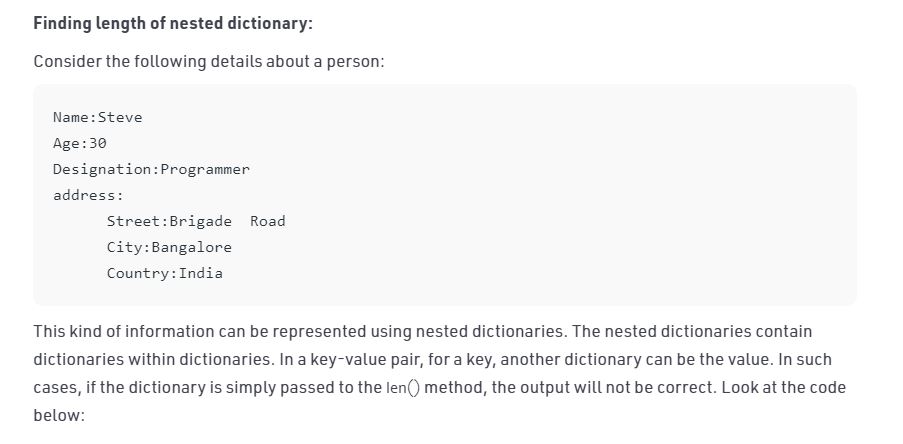 Finding length of nested dictionary:
Consider the following details about a person:
Name:Steve
Age:30
Designation:Programmer
address:
Street:Brigade  Road
City:Bangalore
Country:India
This kind of information can be represented using nested dictionaries. The nested dictionaries contain
dictionaries within dictionaries. In a key-value pair, for a key, another dictionary can be the value. In such
cases, if the dictionary is simply passed to the len() method, the output will not be correct. Look at the code
below: